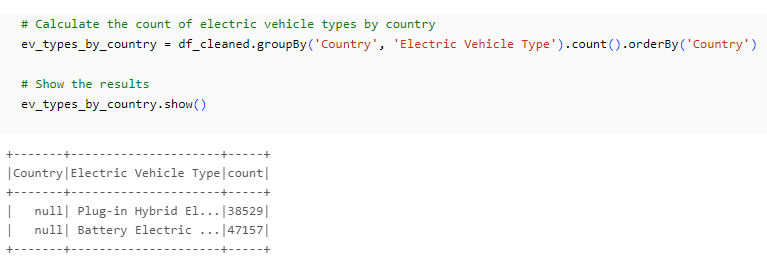 # Calculate the count of electric vehicle types by country
ev_types_by_country = df_cleaned.groupBy('Country', 'Electric Vehicle Type').count().orderBy('Country')
# Show the results
ev_types_by_country.show()
+-------+---------------------+-----+
|Country|Electric Vehicle Type|count|
+-------+---------------------+-----+
|   null| Plug-in Hybrid El...|38529|
|   null| Battery Electric ...|47157|
+-------+---------------------+-----+